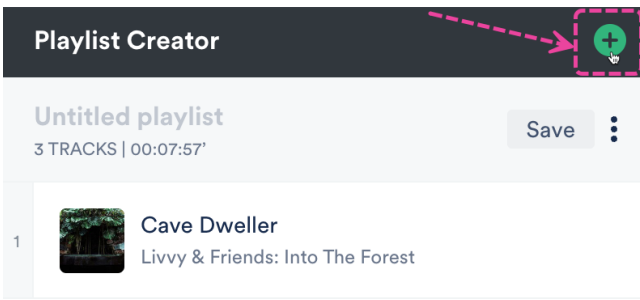 Playlist Creator
Untitled playlist
Save
3 TRACKS | 00:07:57’
1
Cave Dweller
Livvy & Friends: Into The Forest